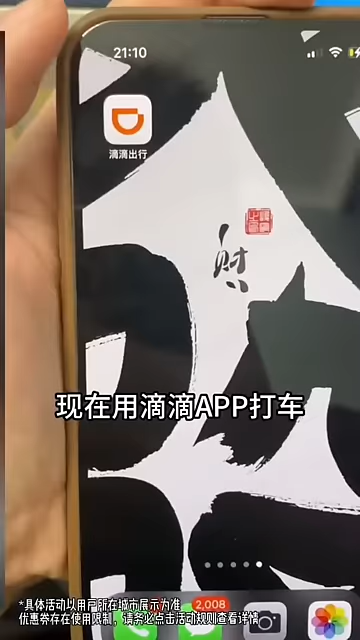 21:10
滴滴出行
财
现在用滴滴APP打车
2,008
*具体活动以用户所在城市展示为准
优惠券存在使用限制，请务必点击活动规则查看详情